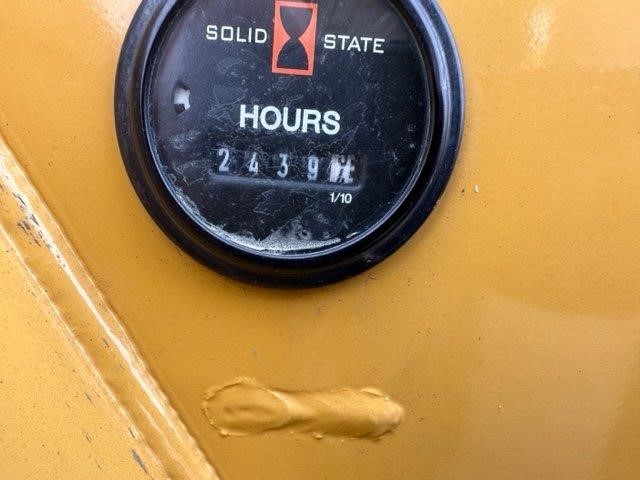 SOLID STATE
HOURS
2439
1/10